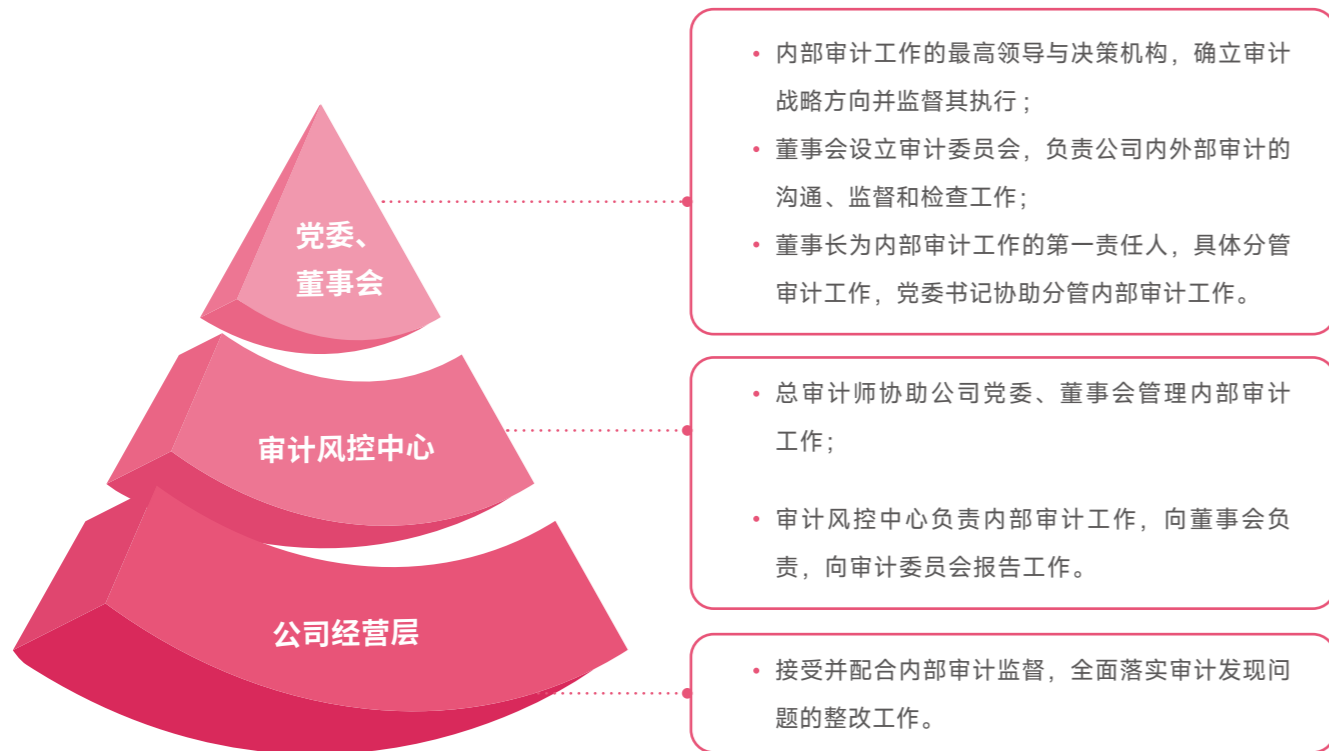 党委、
董事会
• 内部审计工作的最高领导与决策机构，确立审计
战略方向并监督其执行；
• 董事会设立审计委员会，负责公司内外部审计的
沟通、监督和检查工作；
• 董事长为内部审计工作的第一责任人，具体分管
审计工作，党委书记协助分管内部审计工作。
审计风控中心
• 总审计师协助公司党委、董事会管理内部审计
工作；
• 审计风控中心负责内部审计工作，向董事会负
责，向审计委员会报告工作。
公司经营层
• 接受并配合内部审计监督，全面落实审计发现问
题的整改工作。